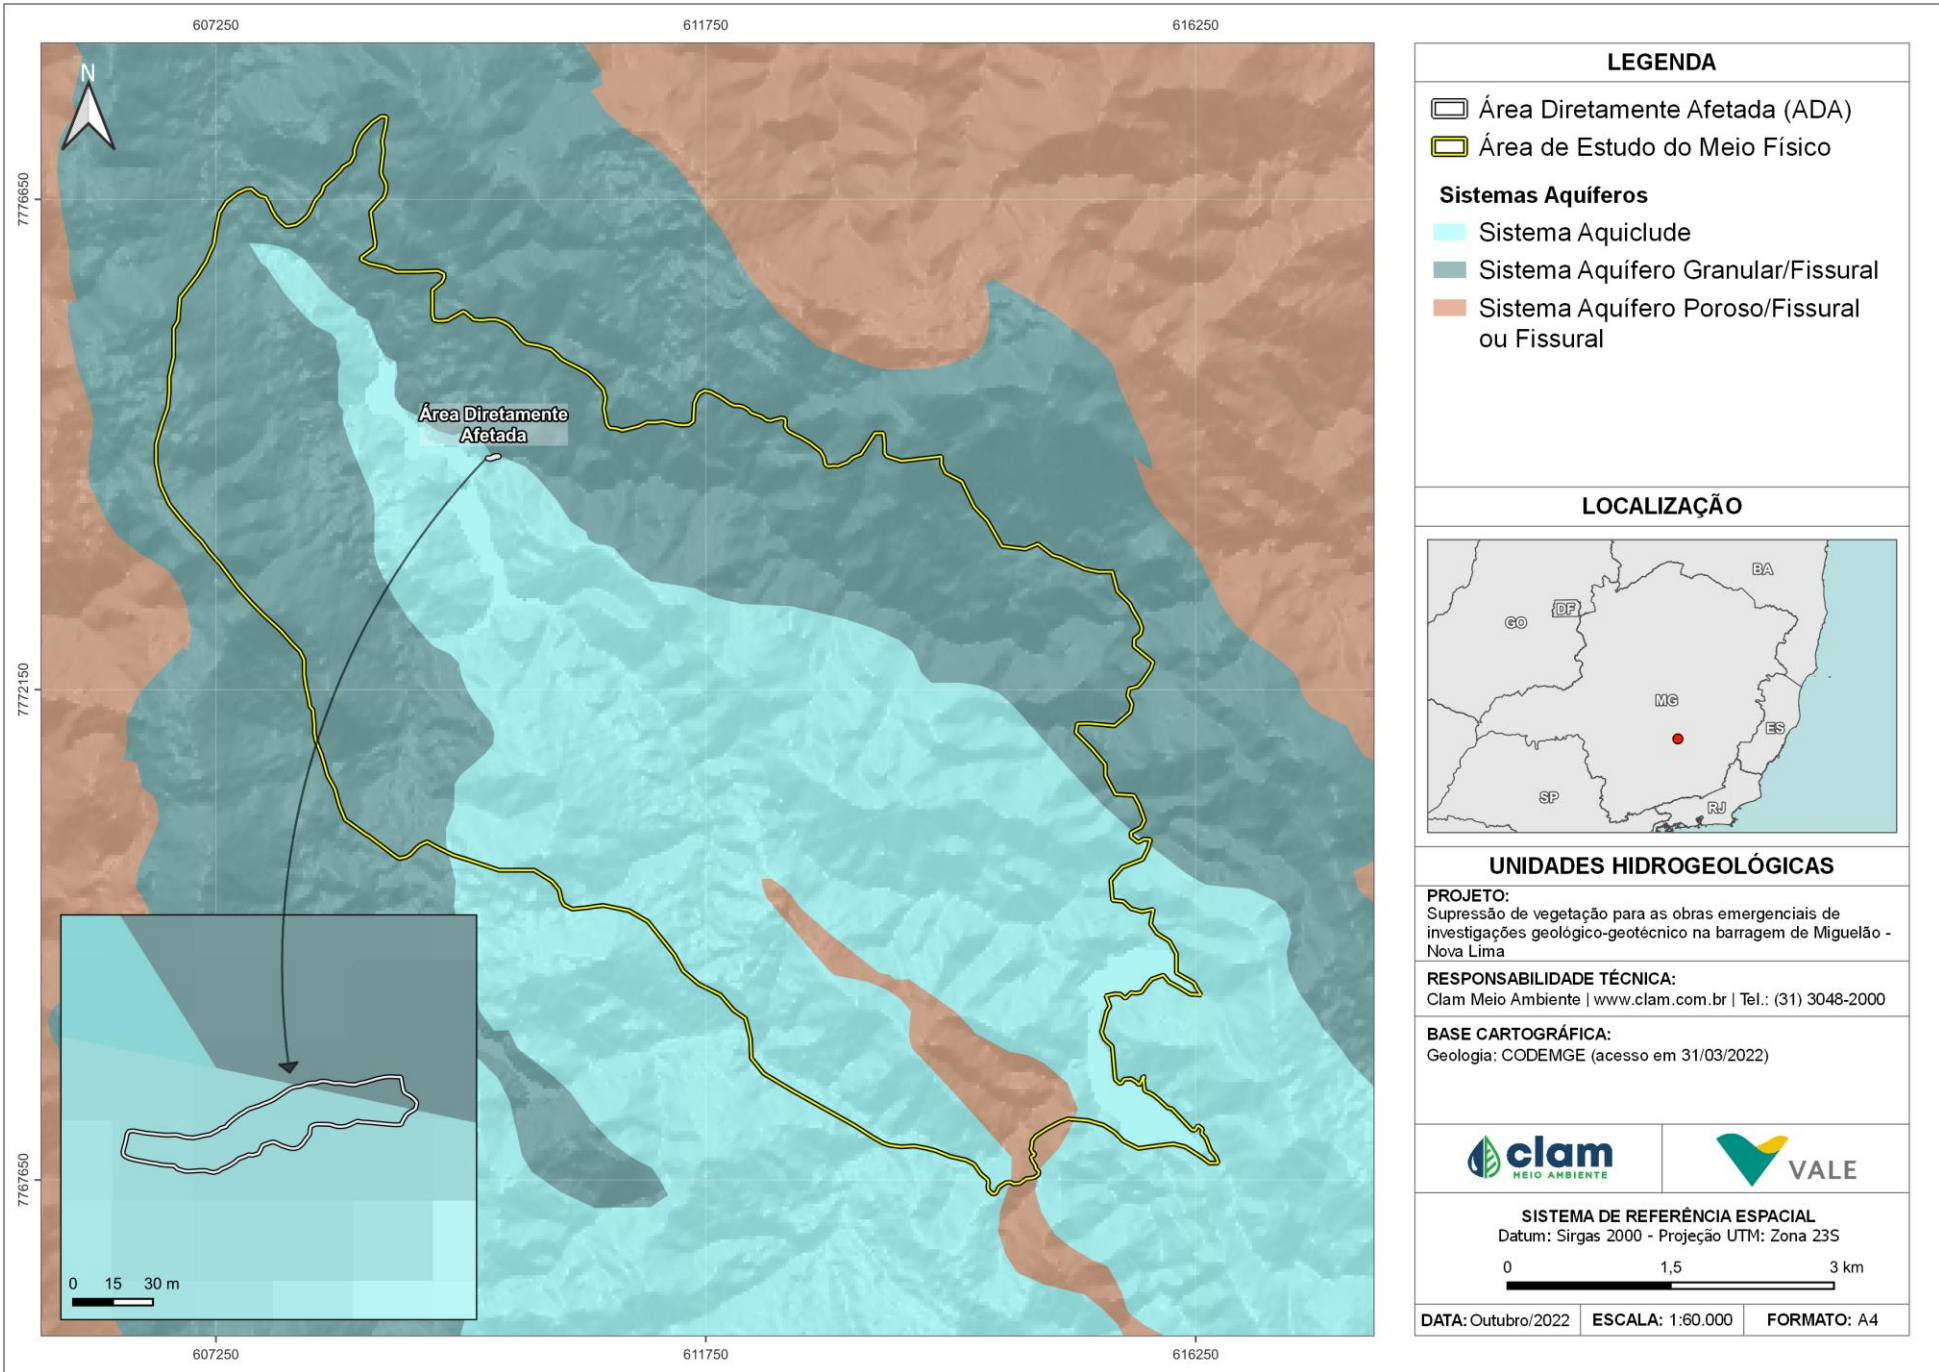 607250
611750
616250
N
7776650
7772150
7767650
Área Diretamente
Afetada
0 15 30 m
607250
611750
616250
LEGENDA
Área Diretamente Afetada (ADA)
Área de Estudo do Meio Físico
Sistemas Aquíferos
Sistema Aquiclude
Sistema Aquífero Granular/Fissural
Sistema Aquífero Poroso/Fissural
ou Fissural
LOCALIZAÇÃO
BA
DF
GO
MG
ES
SP
RJ
UNIDADES HIDROGEOLÓGICAS
PROJETO:
Supressão de vegetação para as obras emergenciais de
investigações geológico-geotécnico na barragem de Miguelão -
Nova Lima
RESPONSABILIDADE TÉCNICA:
Clam Meio Ambiente | www.clam.com.br | Tel.: (31) 3048-2000
BASE CARTOGRÁFICA:
Geologia: CODEMGE (acesso em 31/03/2022)
clam
MEIO AMBIENTE
VALE
SISTEMA DE REFERÊNCIA ESPACIAL
Datum: Sirgas 2000 - Projeção UTM: Zona 23S
0 1,5 3 km
DATA: Outubro/2022 ESCALA: 1:60.000 FORMATO: A4